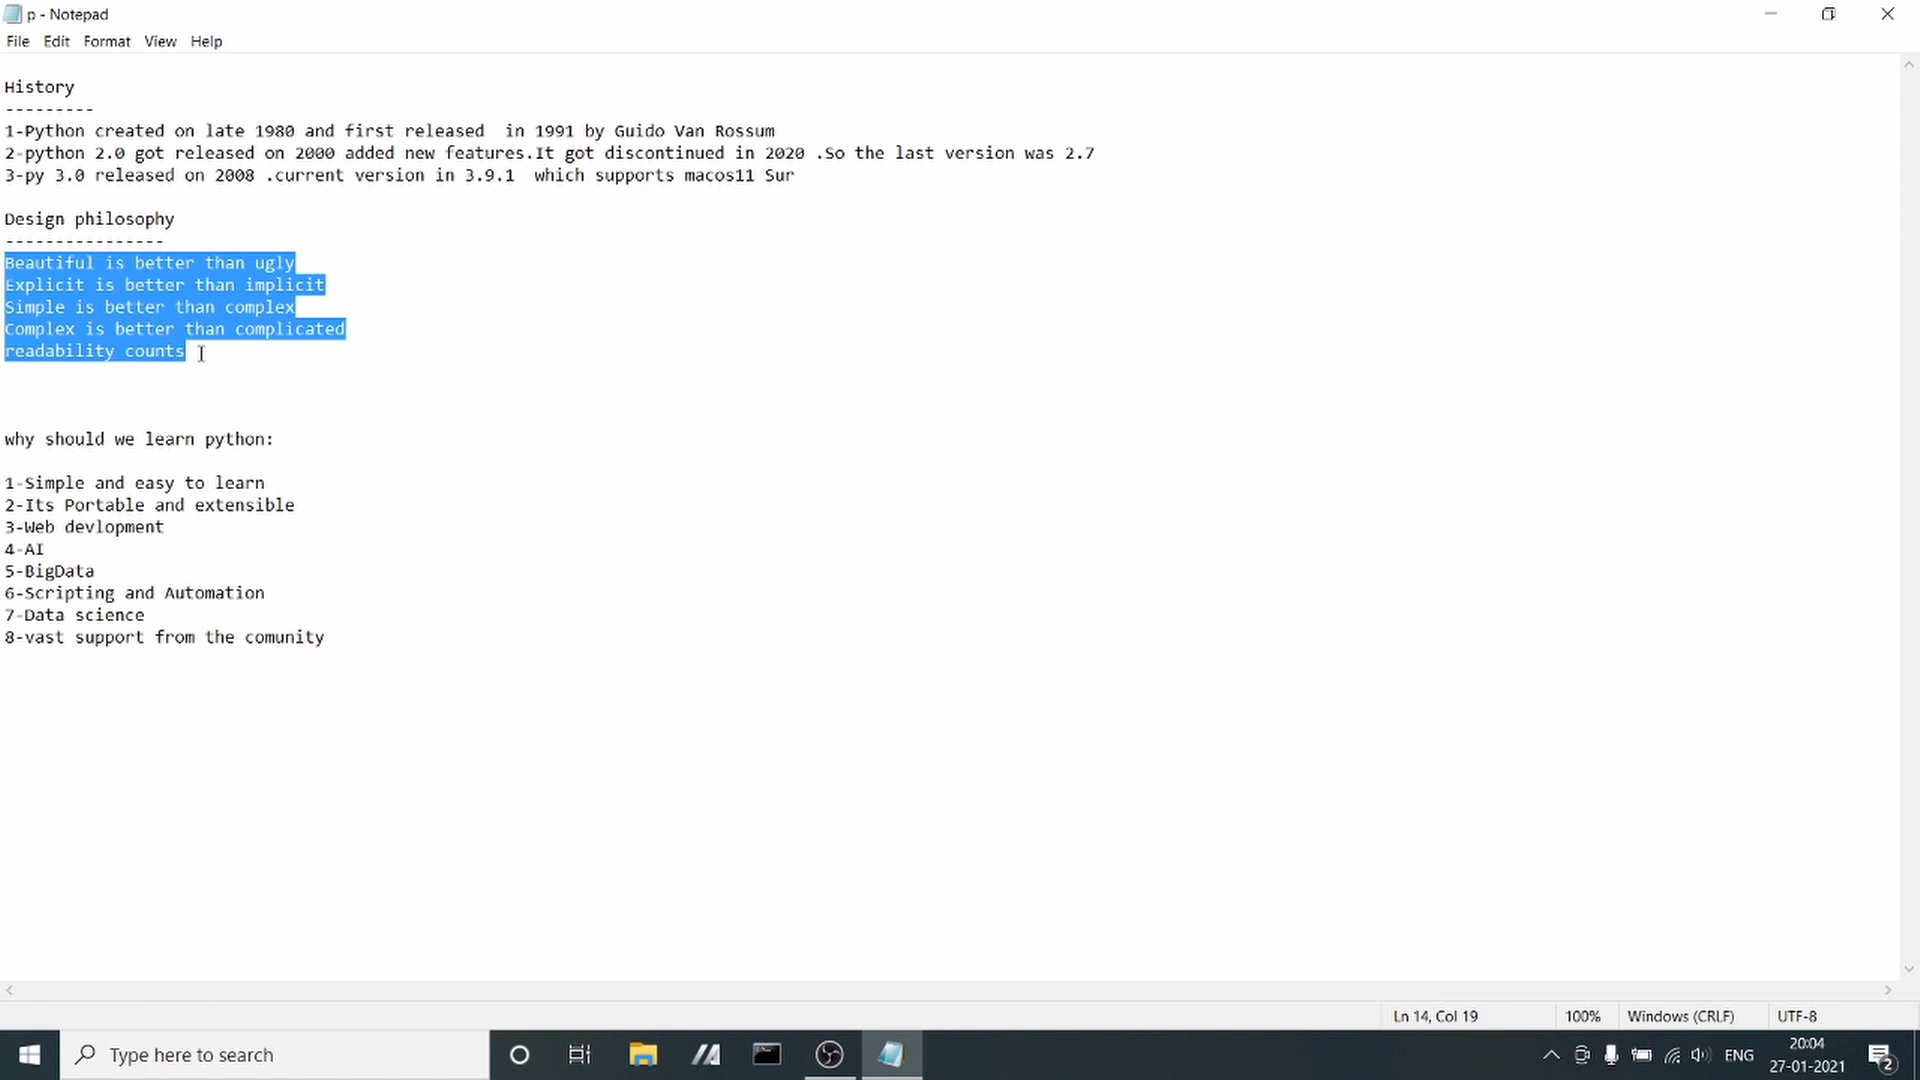 p - Notepad
File Edit Format View Help
History
---------
1-Python created on late 1980 and first released  in 1991 by Guido Van Rossum
2-python 2.0 got released on 2000 added new features.It got discontinued in 2020 .So the last version was 2.7
3-py 3.0 released on 2008 .current version in 3.9.1  which supports macos11 Sur
Design philosophy
----------------
Beautiful is better than ugly
Explicit is better than implicit
Simple is better than complex
Complex is better than complicated
readability counts
why should we learn python:
1-Simple and easy to learn
2-Its Portable and extensible
3-Web devlopment
4-AI
5-BigData
6-Scripting and Automation
7-Data science
8-vast support from the comunity
Ln 14, Col 19 100% Windows (CRLF) UTF-8
Type here to search
ENG
20:04
27-01-2021
2